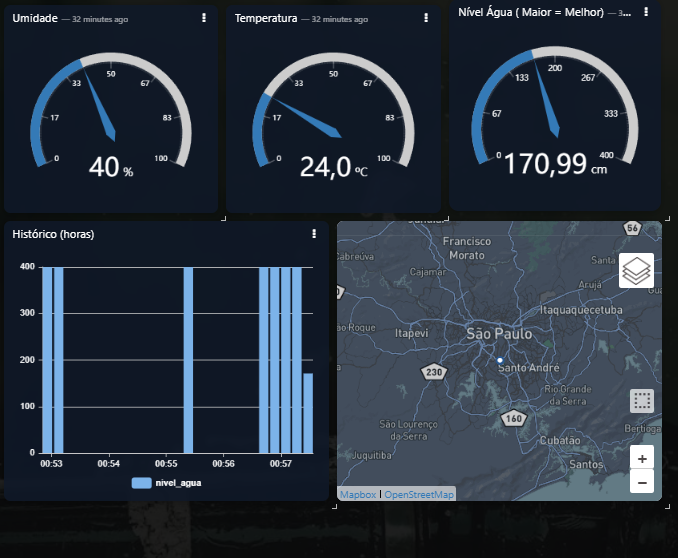 Umidade — 32 minutes ago
0
17
33
50
67
83
100
40 %
Temperatura — 32 minutes ago
0
17
33
50
67
83
100
24,0 ºC
Nível Água ( Maior = Melhor) — 3...
0
67
133
200
267
333
400
170,99 cm
Histórico (horas)
400
300
200
100
0
00:53 00:54 00:55 00:56 00:57
nivel_agua
56
Francisco
Morato
Cabreúva
Cajamar
Santa
Arujá
Itaquaquecetuba
São Paulo
Itapevi
ão Roque
230
Santo André
Rio Grande
da Serra
160
São Lourenço
da Serra
Cubatão
Bertioga
Juquitiba
Santos
+
−
Mapbox | OpenStreetMap